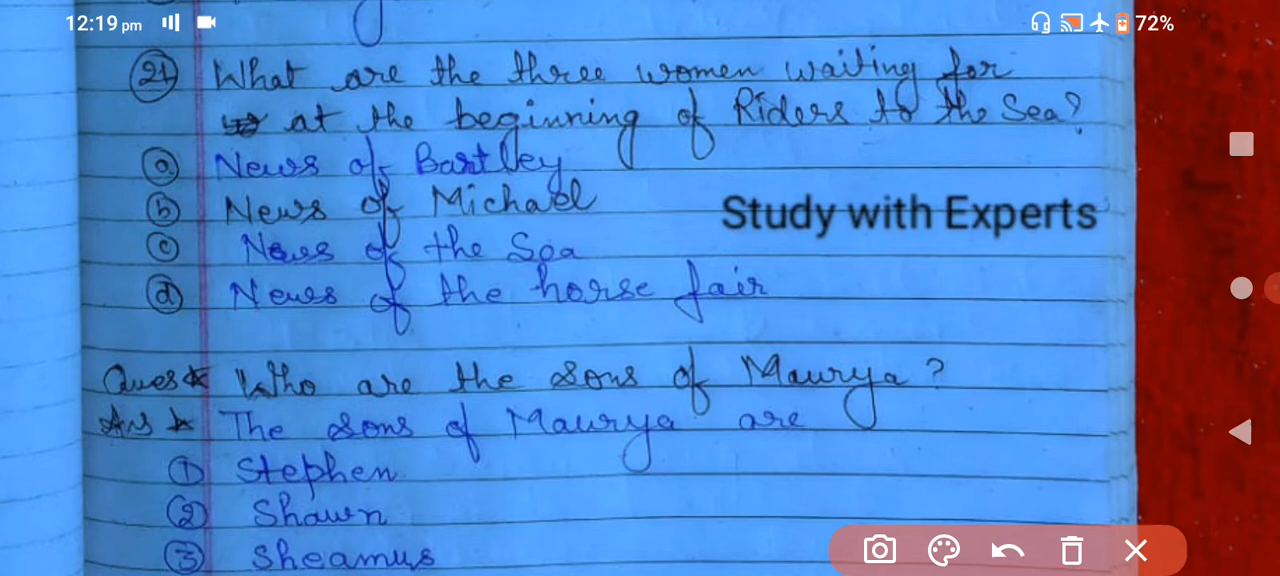 12:19 pm 72%
(21) What are the three women waiting for
at the beginning of Riders to the Sea?
(a) News of Bartley
(b) News of Michael
Study with Experts
(c) News of the Sea
(d) News of the horse fair
Ques * Who are the sons of Maurya?
Ans * The sons of Maurya are
(1) Stephen
(2) Shawn
(3) Sheamus